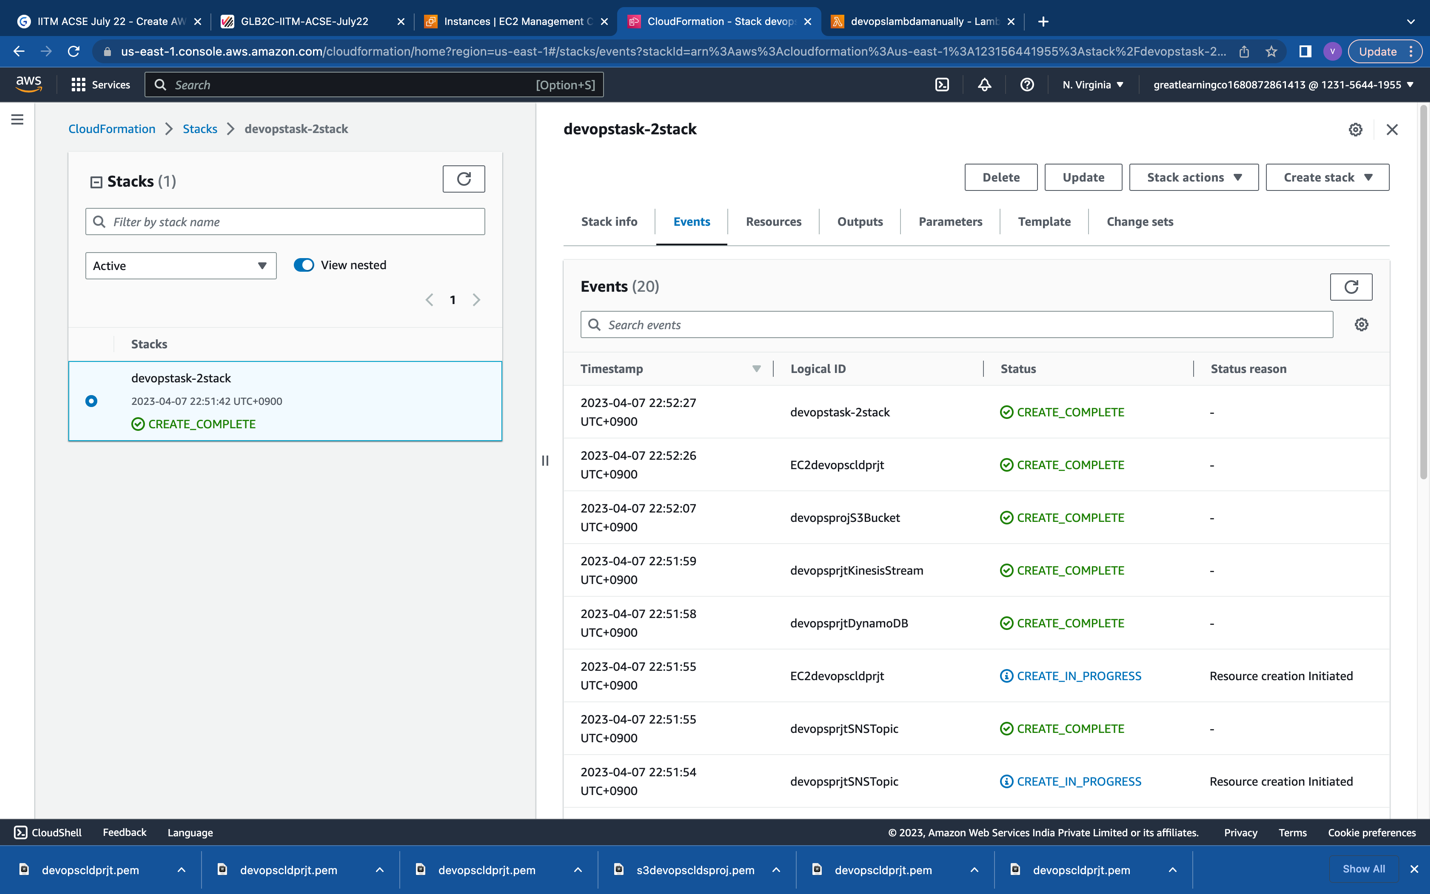 IITM ACSE July 22 - Create AW
GLB2C-IITM-ACSE-July22
Instances | EC2 Management C
CloudFormation - Stack devops
devopslambdamanually - Lamb
us-east-1.console.aws.amazon.com/cloudformation/home?region=us-east-1#/stacks/events?stackId=arn%3Aaws%3Acloudformation%3Aus-east-1%3A123156441955%3Astack%2Fdevopstask-2...
V
Update
aws
Services
Search
[Option+S]
N. Virginia
greatlearningco1680872861413 @ 1231-5644-1955
CloudFormation
Stacks
devopstask-2stack
Stacks (1)
Filter by stack name
Active
View nested
1
Stacks
devopstask-2stack
2023-04-07 22:51:42 UTC+0900
CREATE_COMPLETE
devopstask-2stack
Delete
Update
Stack actions
Create stack
Stack info
Events
Resources
Outputs
Parameters
Template
Change sets
Events (20)
Search events
Timestamp
Logical ID
Status
Status reason
2023-04-07 22:52:27
UTC+0900
devopstask-2stack
CREATE_COMPLETE
-
2023-04-07 22:52:26
UTC+0900
EC2devopscldprjt
CREATE_COMPLETE
-
2023-04-07 22:52:07
UTC+0900
devopsprojS3Bucket
CREATE_COMPLETE
-
2023-04-07 22:51:59
UTC+0900
devopsprjtKinesisStream
CREATE_COMPLETE
-
2023-04-07 22:51:58
UTC+0900
devopsprjtDynamoDB
CREATE_COMPLETE
-
2023-04-07 22:51:55
UTC+0900
EC2devopscldprjt
CREATE_IN_PROGRESS
Resource creation Initiated
2023-04-07 22:51:55
UTC+0900
devopsprjtSNSTopic
CREATE_COMPLETE
-
2023-04-07 22:51:54
UTC+0900
devopsprjtSNSTopic
CREATE_IN_PROGRESS
Resource creation Initiated
CloudShell
Feedback
Language
© 2023, Amazon Web Services India Private Limited or its affiliates.
Privacy
Terms
Cookie preferences
devopscldprjt.pem
devopscldprjt.pem
devopscldprjt.pem
s3devopscldsproj.pem
devopscldprjt.pem
devopscldprjt.pem
Show All